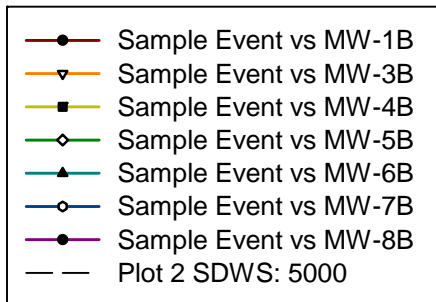 Sample Event vs MW-1B
Sample Event vs MW-3B
Sample Event vs MW-4B
Sample Event vs MW-5B
Sample Event vs MW-6B
Sample Event vs MW-7B
Sample Event vs MW-8B
Plot 2 SDWS: 5000